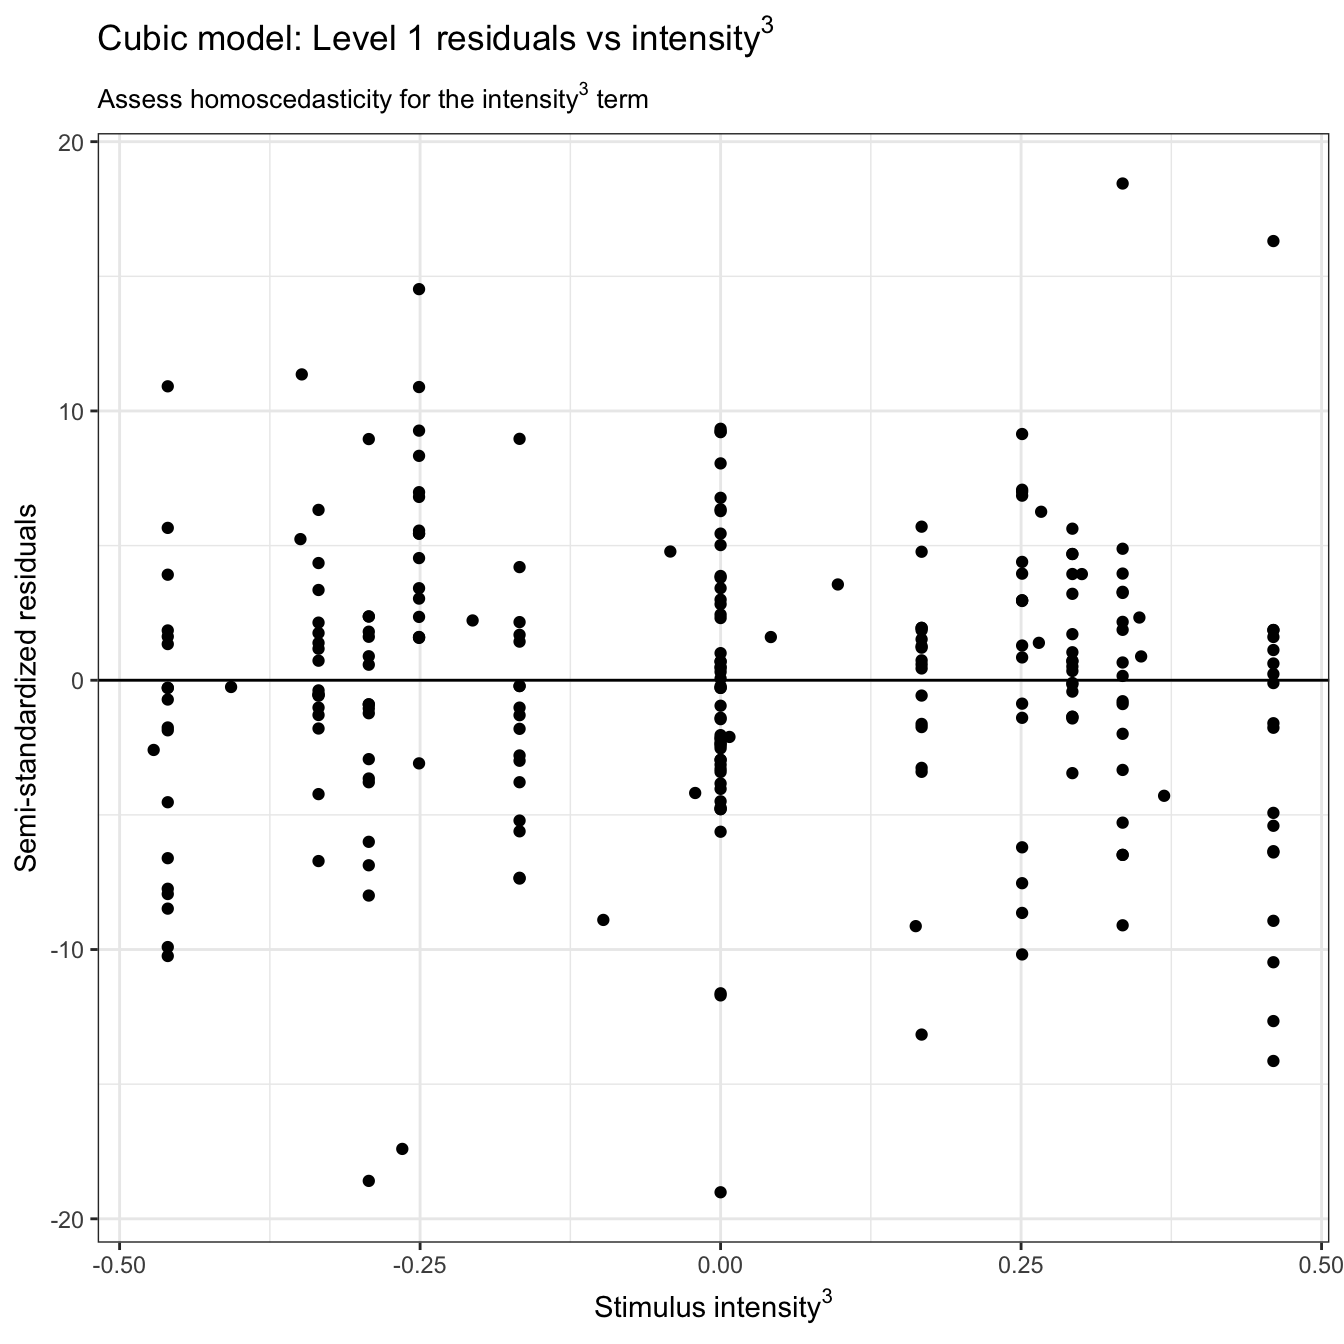 Cubic model: Level 1 residuals vs intensity³
Assess homoscedasticity for the intensity³ term
20
10
0
-10
-20
Semi-standardized residuals
-0.50 -0.25 0.00 0.25 0.50
Stimulus intensity³